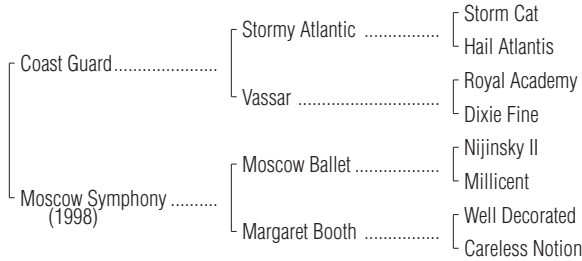 Storm Cat
Stormy Atlantic ..................
Hail Atlantis
Coast Guard.........................
Royal Academy
Vassar ..................................
Dixie Fine
Nijinsky II
Moscow Ballet ....................
Millicent
Moscow Symphony ...........
(1998)
Well Decorated
Margaret Booth ..................
Careless Notion